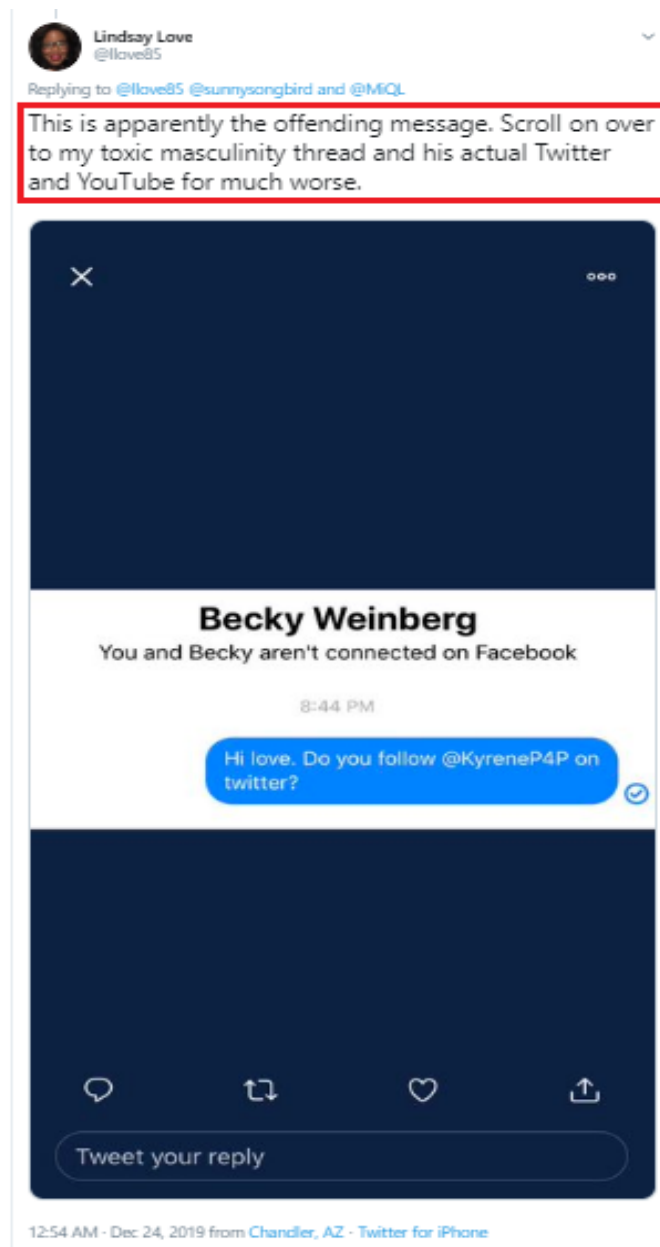 Lindsay Love
@llove85
Replying to @llove85 @sunnysongbird and @MiQL
This is apparently the offending message. Scroll on over
to my toxic masculinity thread and his actual Twitter
and YouTube for much worse.
Becky Weinberg
You and Becky aren't connected on Facebook
8:44 PM
Hi love. Do you follow @KyreneP4P on
twitter?
Tweet your reply
12:54 AM · Dec 24, 2019 from Chandler, AZ · Twitter for iPhone